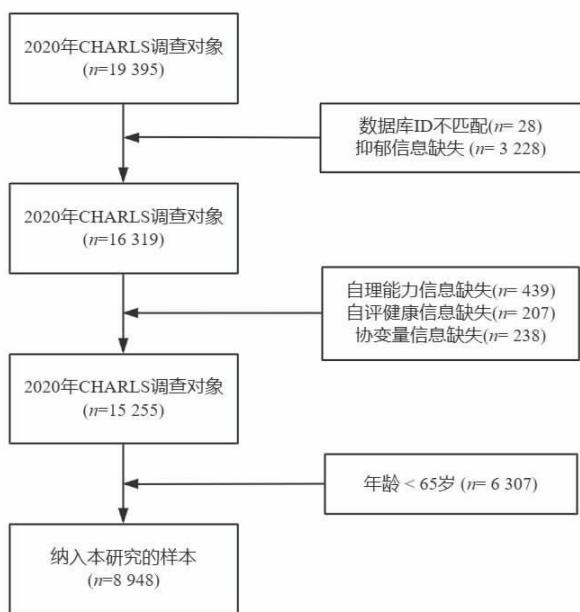 2020年CHARLS调查对象
(n=19 395)
数据库ID不匹配(n= 28)
抑郁信息缺失 (n= 3 228)
2020年CHARLS调查对象
(n=16 319)
自理能力信息缺失(n= 439)
自评健康信息缺失(n= 207)
协变量信息缺失(n= 238)
2020年CHARLS调查对象
(n=15 255)
年龄 < 65岁 (n= 6 307)
纳入本研究的样本
(n=8 948)